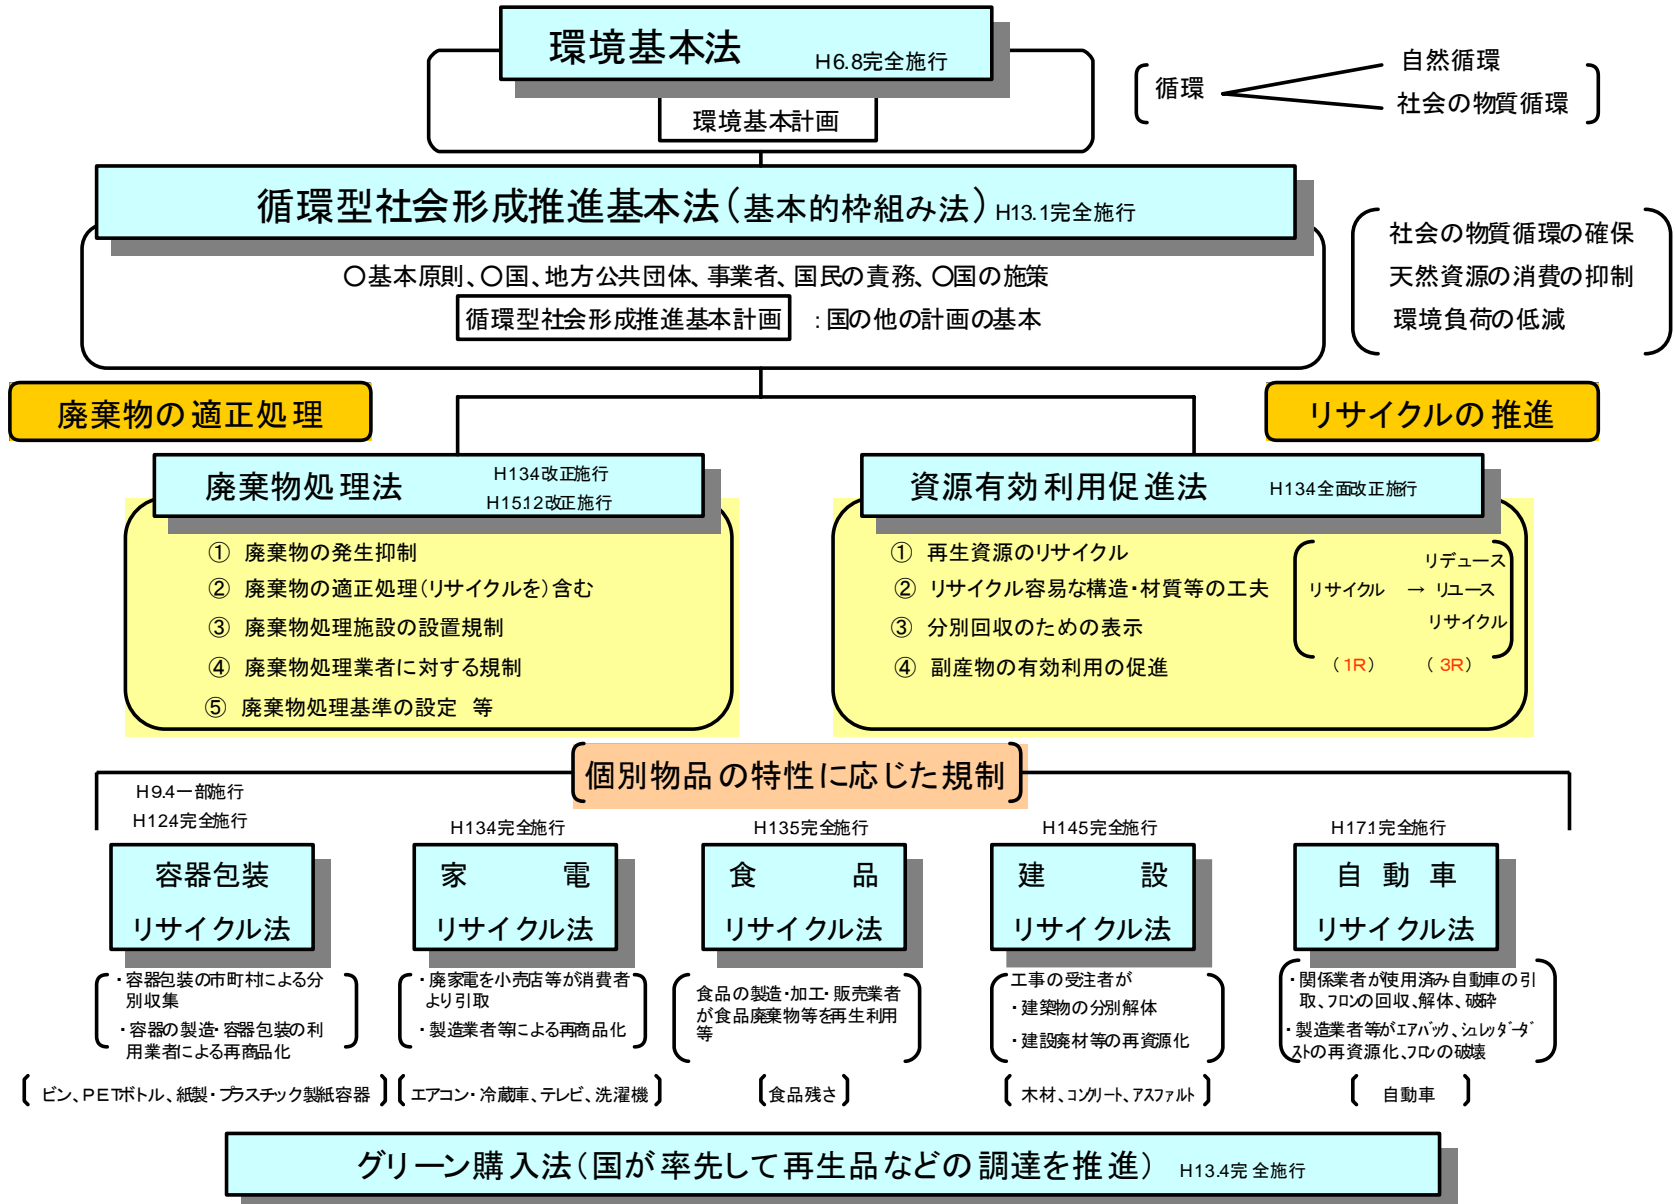 環境基本法 H6.8完全施行
環境基本計画
循環
自然循環
社会の物質循環
循環型社会形成推進基本法(基本的枠組み法) H13.1完全施行
〇基本原則、〇国、地方公共団体、事業者、国民の責務、〇国の施策
循環型社会形成推進基本計画 :国の他の計画の基本
社会の物質循環の確保
天然資源の消費の抑制
環境負荷の低減
廃棄物の適正処理
リサイクルの推進
廃棄物処理法
H134改正施行
H15.12改正施行
① 廃棄物の発生抑制
② 廃棄物の適正処理(リサイクルを)含む
③ 廃棄物処理施設の設置規制
④ 廃棄物処理業者に対する規制
⑤ 廃棄物処理基準の設定 等
資源有効利用促進法 H134全面改正施行
① 再生資源のリサイクル
② リサイクル容易な構造・材質等の工夫
③ 分別回収のための表示
④ 副産物の有効利用の促進
リデュース
リサイクル → リユース
リサイクル
(1R) (3R)
個別物品の特性に応じた規制
H9.4一部施行
H124完全施行
容器包装
リサイクル法
・容器包装の市町村による分
別収集
・容器の製造・容器包装の利
用業者による再商品化
ビン、PETボトル、紙製・プラスチック製紙容器
H134完全施行
家 電
リサイクル法
・廃家電を小売店等が消費者
より引取
・製造業者等による再商品化
エアコン・冷蔵庫、テレビ、洗濯機
H135完全施行
食 品
リサイクル法
食品の製造・加工・販売業者
が食品廃棄物等を再生利用
等
食品残さ
H145完全施行
建 設
リサイクル法
工事の受注者が
・建築物の分別解体
・建設廃材等の再資源化
木材、コンクリート、アスファルト
H17.1完全施行
自 動 車
リサイクル法
・関係業者が使用済み自動車の引
取、フロンの回収、解体、破砕
・製造業者等がエアバック、シュレッダーダ
ストの再資源化、フロンの破壊
自動車
グリーン購入法(国が率先して再生品などの調達を推進) H13.4完全施行